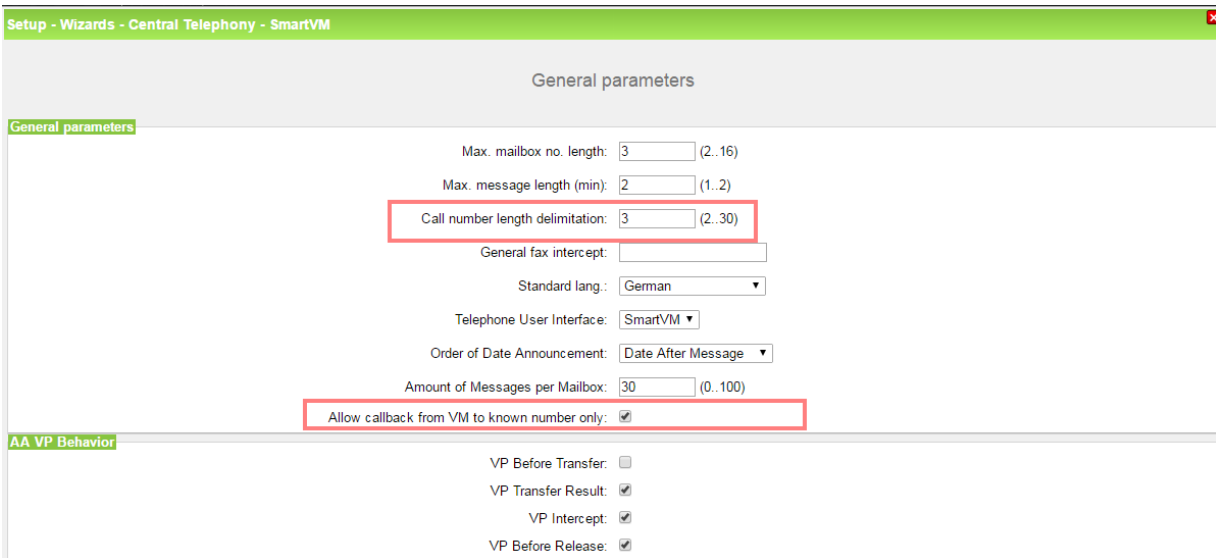 Setup - Wizards - Central Telephony - SmartVM
General parameters
General parameters
Max. mailbox no. length: 3 (2..16)
Max. message length (min): 2 (1..2)
Call number length delimitation: 3 (2..30)
General fax intercept:
Standard lang.: German
Telephone User Interface: SmartVM
Order of Date Announcement: Date After Message
Amount of Messages per Mailbox: 30 (0..100)
Allow callback from VM to known number only:
AA VP Behavior
VP Before Transfer:
VP Transfer Result:
VP Intercept:
VP Before Release: